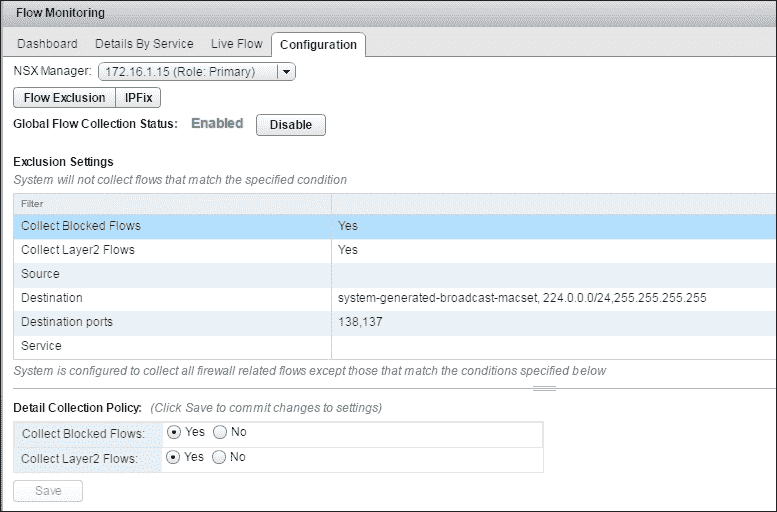 Flow Monitoring
Dashboard Details By Service Live Flow Configuration
NSX Manager: 172.16.1.15 (Role: Primary)
Flow Exclusion IPFix
Global Flow Collection Status: Enabled Disable
Exclusion Settings
System will not collect flows that match the specified condition
Filter
Collect Blocked Flows Yes
Collect Layer2 Flows Yes
Source
Destination system-generated-broadcast-macset, 224.0.0.0/24,255.255.255.255
Destination ports 138,137
Service
System is configured to collect all firewall related flows except those that match the conditions specified below
Detail Collection Policy: (Click Save to commit changes to settings)
Collect Blocked Flows: Yes No
Collect Layer2 Flows: Yes No
Save